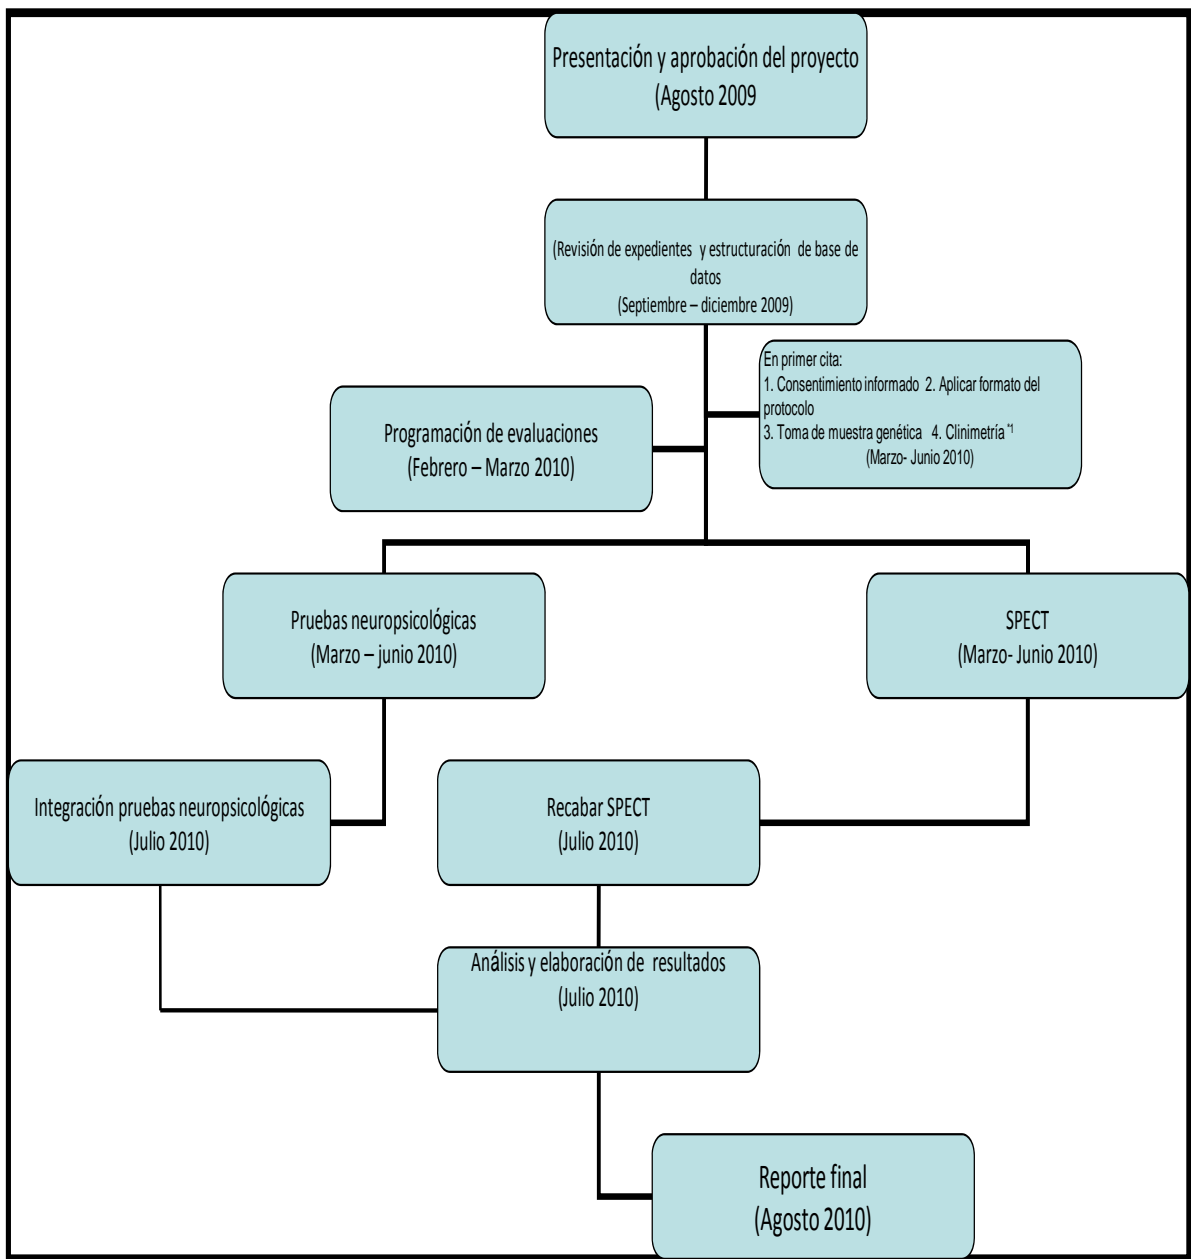 Presentación y aprobación del proyecto
(Agosto 2009
(Revisión de expedientes y estructuración de base de
datos
(Septiembre – diciembre 2009)
En primer cita:
1. Consentimiento informado 2. Aplicar formato del
protocolo
3. Toma de muestra genética 4. Clinimetría *1
(Marzo- Junio 2010)
Programación de evaluaciones
(Febrero – Marzo 2010)
Pruebas neuropsicológicas
(Marzo – junio 2010)
SPECT
(Marzo- Junio 2010)
Integración pruebas neuropsicológicas
(Julio 2010)
Recabar SPECT
(Julio 2010)
Análisis y elaboración de resultados
(Julio 2010)
Reporte final
(Agosto 2010)